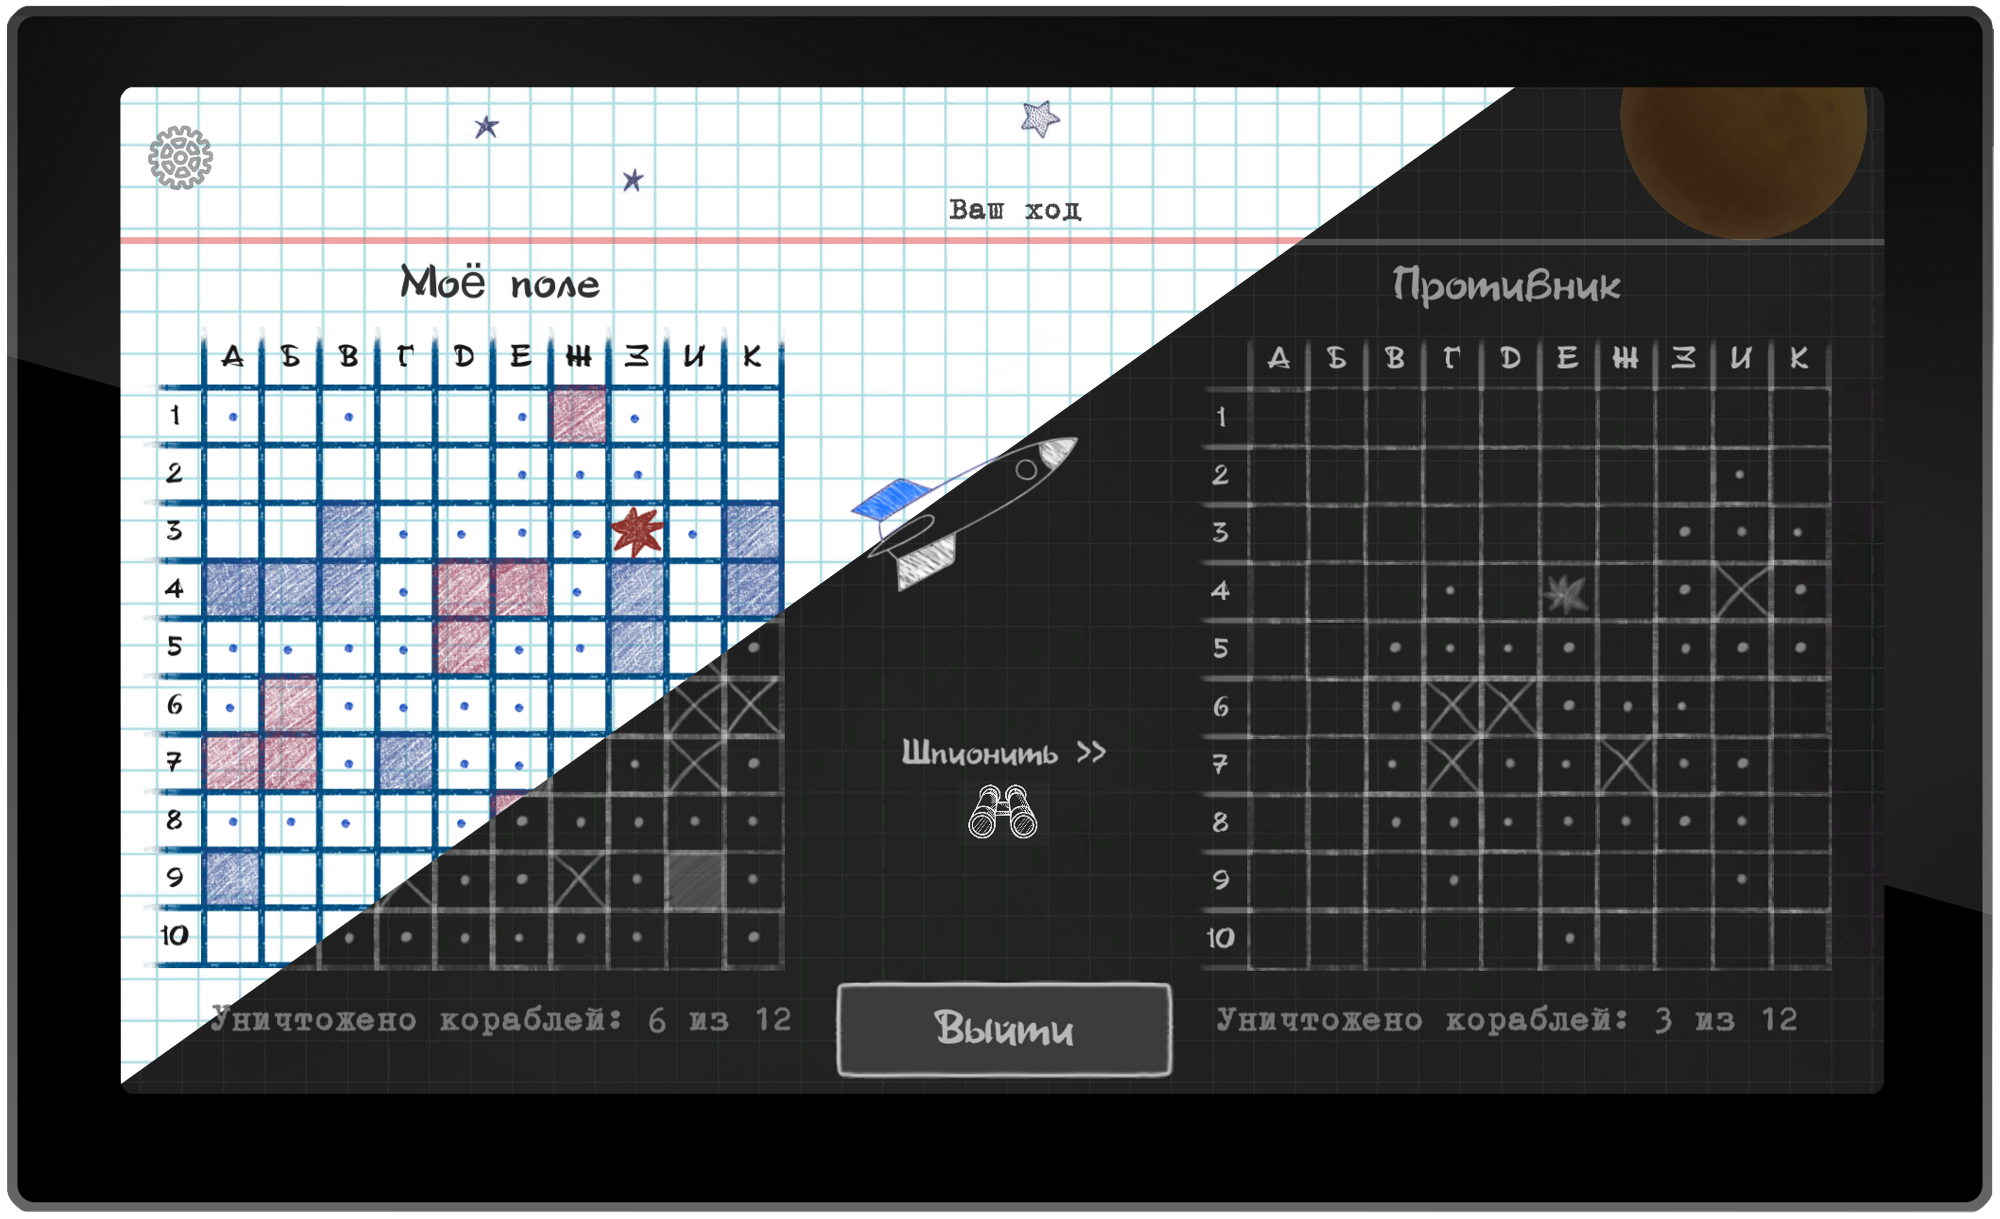 Ваш ход
Моё поле
Противник
А Б В Г Д Е Ж З И К
1
2
3
4
5
6
7
8
9
10
А Б В Г Д Е Ж З И К
1
2
3
4
5
6
7
8
9
10
Шпионить >>
Уничтожено кораблей: 6 из 12
Выйти
Уничтожено кораблей: 3 из 12